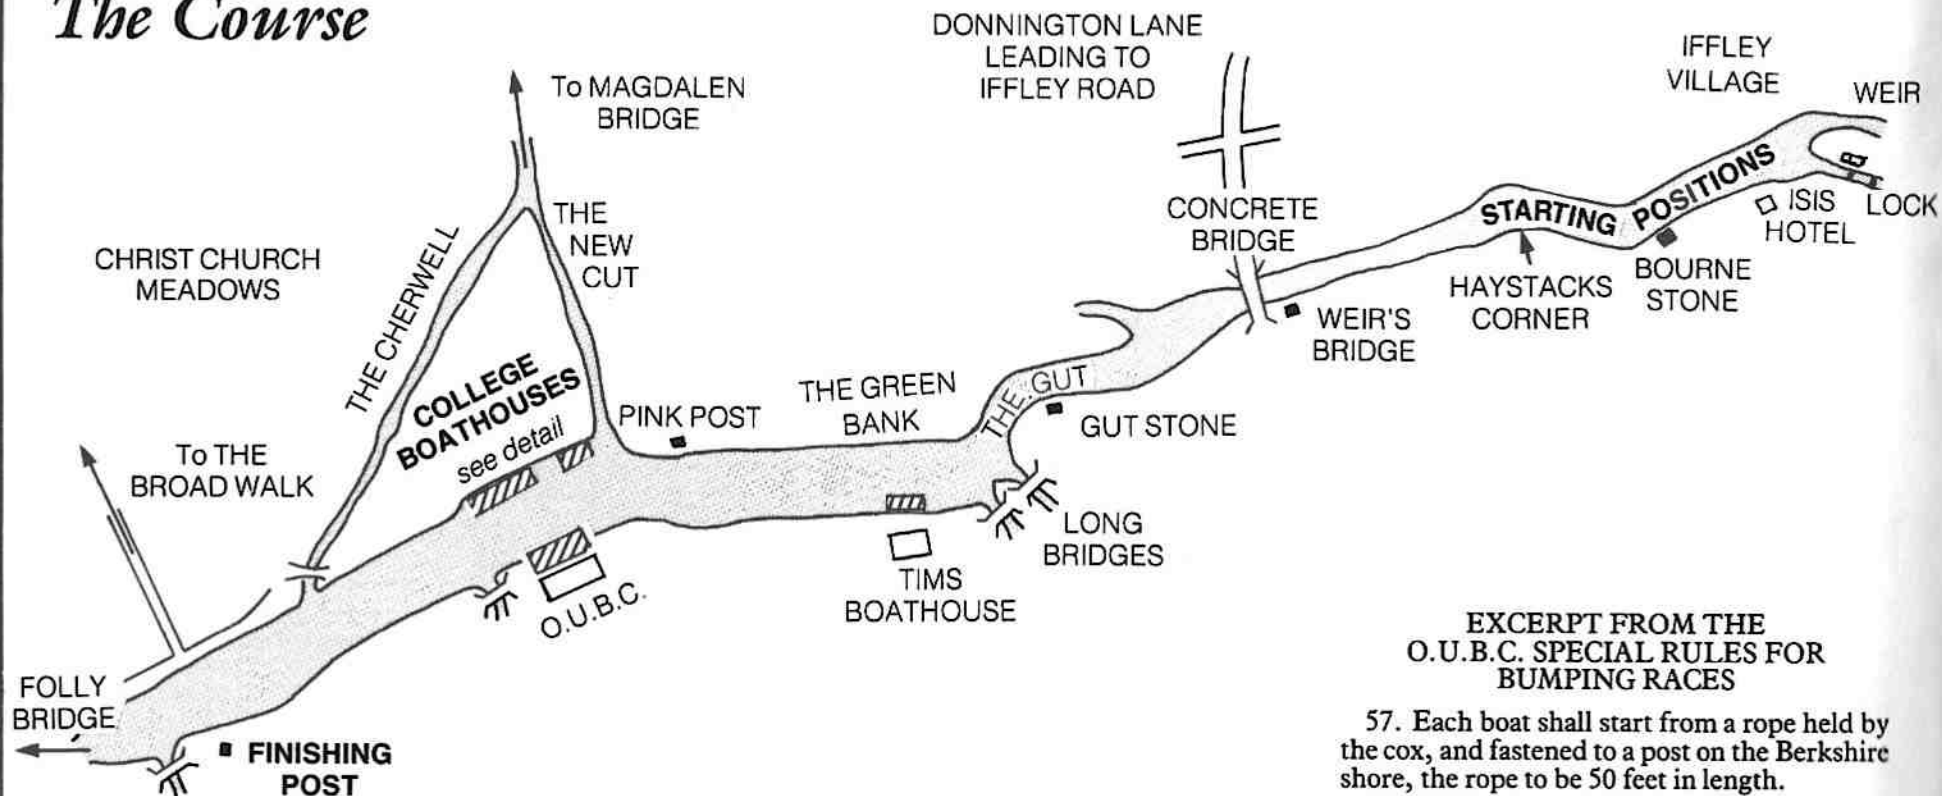 The Course
DONNINGTON LANE
LEADING TO
IFFLEY ROAD
IFFLEY
VILLAGE
WEIR
To MAGDALEN
BRIDGE
THE
NEW
CUT
CHRIST CHURCH
MEADOWS
THE CHERWELL
CONCRETE
BRIDGE
STARTING POSITIONS
ISIS
HOTEL
LOCK
HAYSTACKS
CORNER
BOURNE
STONE
WEIR'S
BRIDGE
COLLEGE
BOATHOUSES
see detail
PINK POST
THE GREEN
BANK
THE GUT
GUT STONE
To THE
BROAD WALK
LONG
BRIDGES
TIMS
BOATHOUSE
O.U.B.C.
FOLLY
BRIDGE
FINISHING
POST
EXCERPT FROM THE
O.U.B.C. SPECIAL RULES FOR
BUMPING RACES
57. Each boat shall start from a rope held by
the cox, and fastened to a post on the Berkshire
shore, the rope to be 50 feet in length.